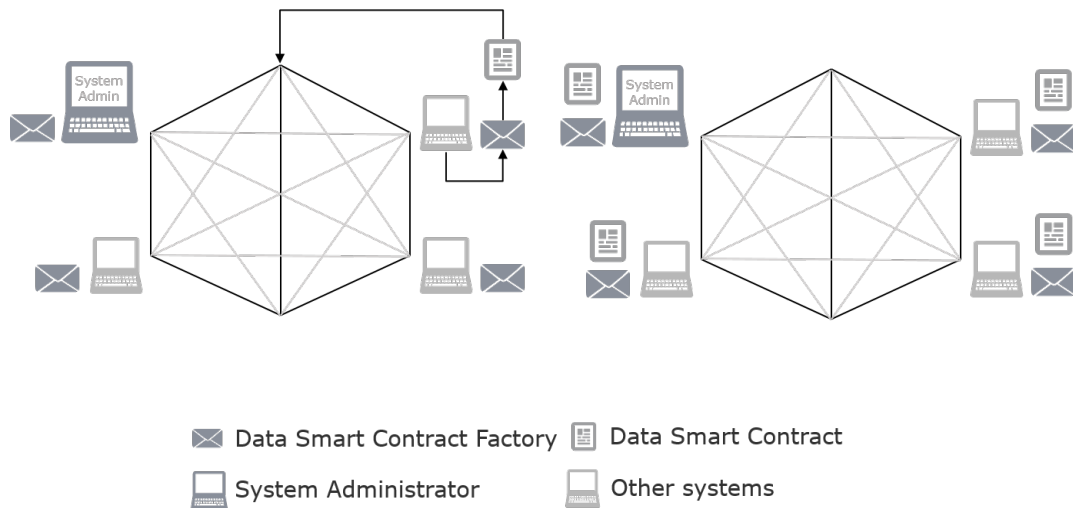 System
Admin
System
Admin
Data Smart Contract Factory
Data Smart Contract
System Administrator
Other systems